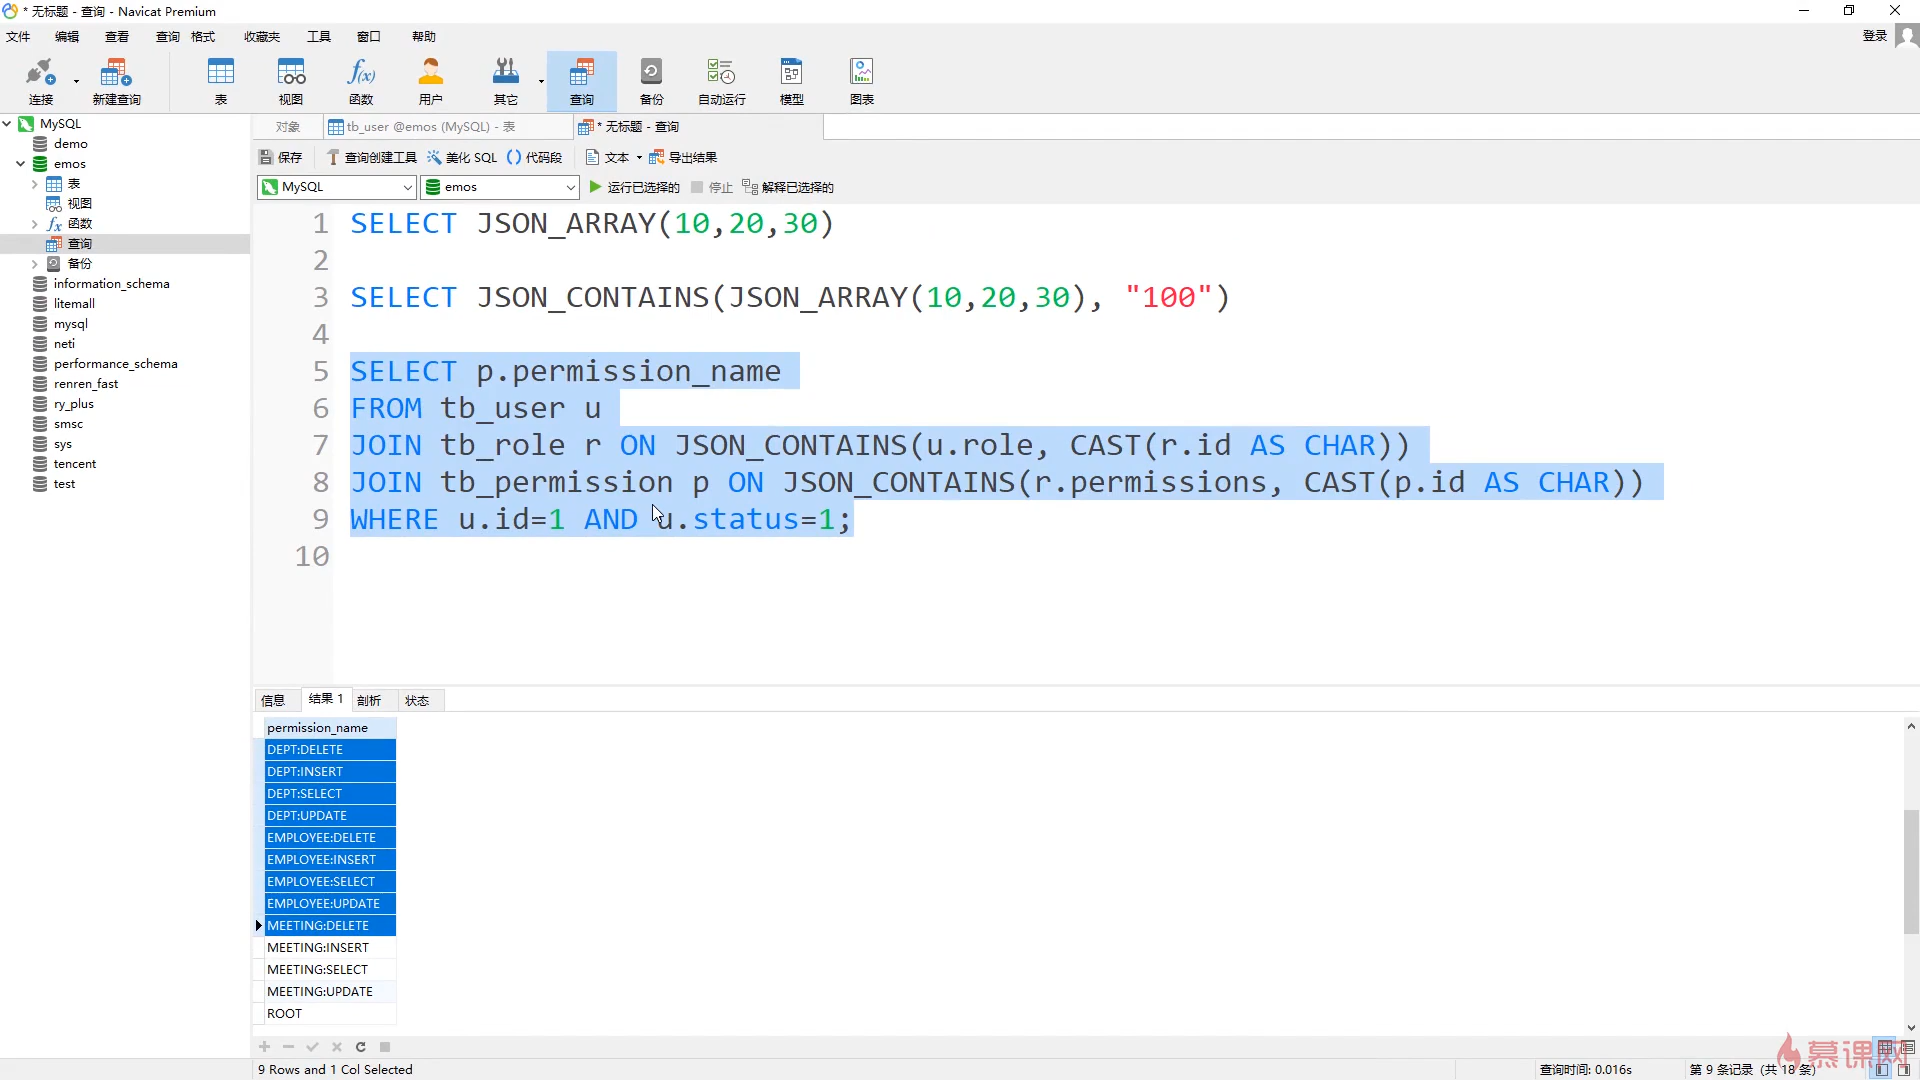 * 无标题 - 查询 - Navicat Premium
文件 编辑 查看 查询 格式 收藏夹 工具 窗口 帮助 登录
连接 新建查询 表 视图 函数 用户 其它 查询 备份 自动运行 模型 图表
MySQL
demo
emos
表
视图
函数
查询
备份
information_schema
litemall
mysql
neti
performance_schema
renren_fast
ry_plus
smsc
sys
tencent
test
对象 tb_user @emos (MySQL) - 表 * 无标题 - 查询
保存 查询创建工具 美化 SQL 代码段 文本 导出结果
MySQL emos 运行已选择的 停止 解释已选择的
1 SELECT JSON_ARRAY(10,20,30)
2
3 SELECT JSON_CONTAINS(JSON_ARRAY(10,20,30), "100")
4
5 SELECT p.permission_name
6 FROM tb_user u
7 JOIN tb_role r ON JSON_CONTAINS(u.role, CAST(r.id AS CHAR))
8 JOIN tb_permission p ON JSON_CONTAINS(r.permissions, CAST(p.id AS CHAR))
9 WHERE u.id=1 AND u.status=1;
10
信息 结果 1 剖析 状态
permission_name
DEPT:DELETE
DEPT:INSERT
DEPT:SELECT
DEPT:UPDATE
EMPLOYEE:DELETE
EMPLOYEE:INSERT
EMPLOYEE:SELECT
EMPLOYEE:UPDATE
MEETING:DELETE
MEETING:INSERT
MEETING:SELECT
MEETING:UPDATE
ROOT
慕课网
9 Rows and 1 Col Selected 查询时间: 0.016s 第 9 条记录 (共 18 条)